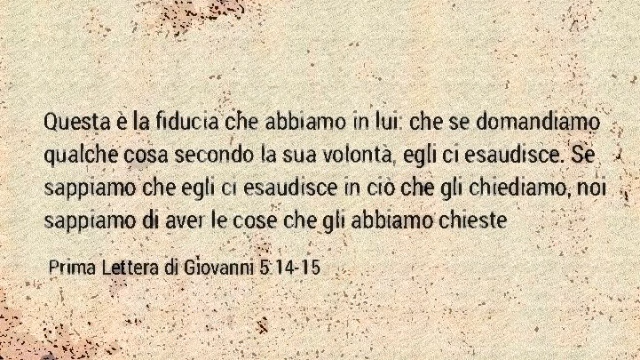 Questa è la fiducia che abbiamo in lui: che se domandiamo
qualche cosa secondo la sua volontà, egli ci esaudisce. Se
sappiamo che egli ci esaudisce in ciò che gli chiediamo, noi
sappiamo di aver le cose che gli abbiamo chieste
Prima Lettera di Giovanni 5:14-15